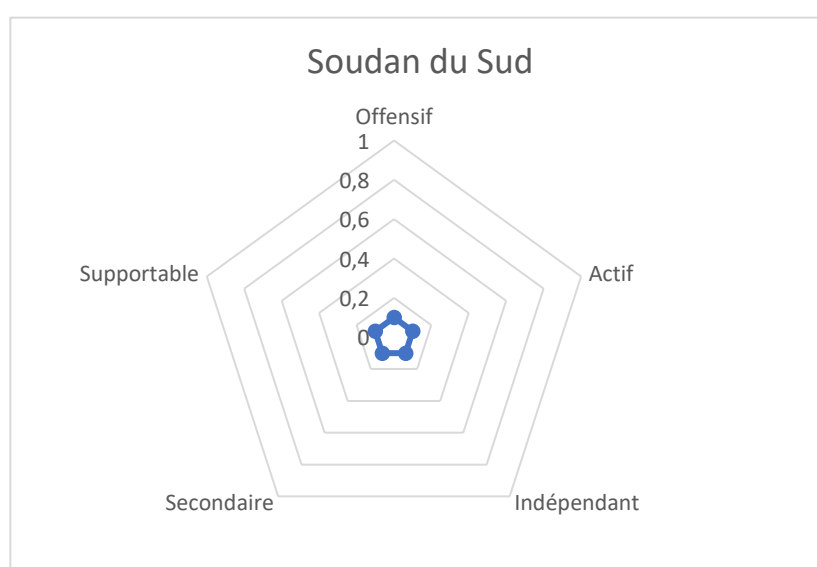 Soudan du Sud
Offensif
1
0,8
0,6
0,4
0,2
0
Supportable
Actif
Secondaire
Indépendant